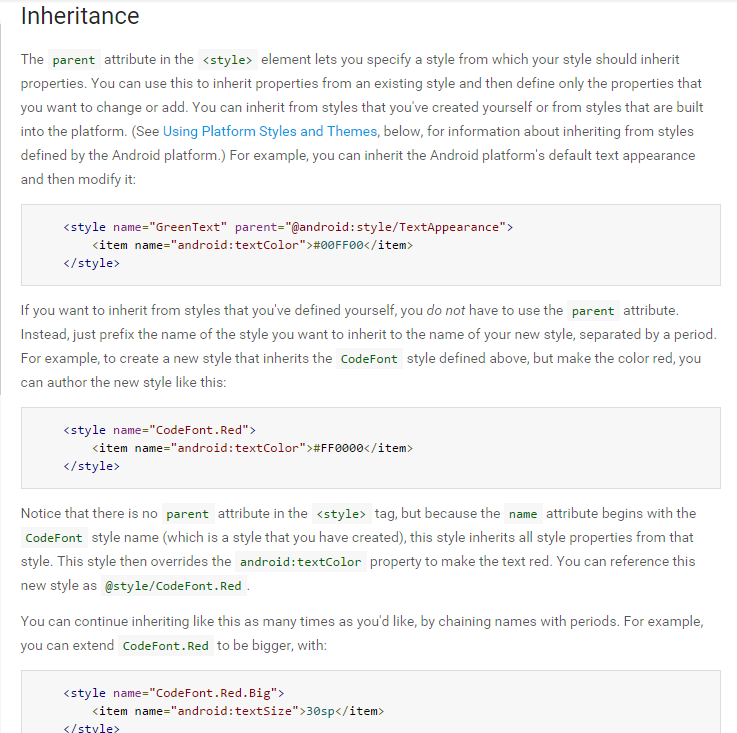 Inheritance
The parent attribute in the <style> element lets you specify a style from which your style should inherit
properties. You can use this to inherit properties from an existing style and then define only the properties that
you want to change or add. You can inherit from styles that you've created yourself or from styles that are built
into the platform. (See Using Platform Styles and Themes, below, for information about inheriting from styles
defined by the Android platform.) For example, you can inherit the Android platform's default text appearance
and then modify it:
<style name="GreenText" parent="@android:style/TextAppearance">
    <item name="android:textColor">#00FF00</item>
</style>
If you want to inherit from styles that you've defined yourself, you do not have to use the parent attribute.
Instead, just prefix the name of the style you want to inherit to the name of your new style, separated by a period.
For example, to create a new style that inherits the CodeFont style defined above, but make the color red, you
can author the new style like this:
<style name="CodeFont.Red">
    <item name="android:textColor">#FF0000</item>
</style>
Notice that there is no parent attribute in the <style> tag, but because the name attribute begins with the
CodeFont style name (which is a style that you have created), this style inherits all style properties from that
style. This style then overrides the android:textColor property to make the text red. You can reference this
new style as @style/CodeFont.Red.
You can continue inheriting like this as many times as you'd like, by chaining names with periods. For example,
you can extend CodeFont.Red to be bigger, with:
<style name="CodeFont.Red.Big">
    <item name="android:textSize">30sp</item>
</style>